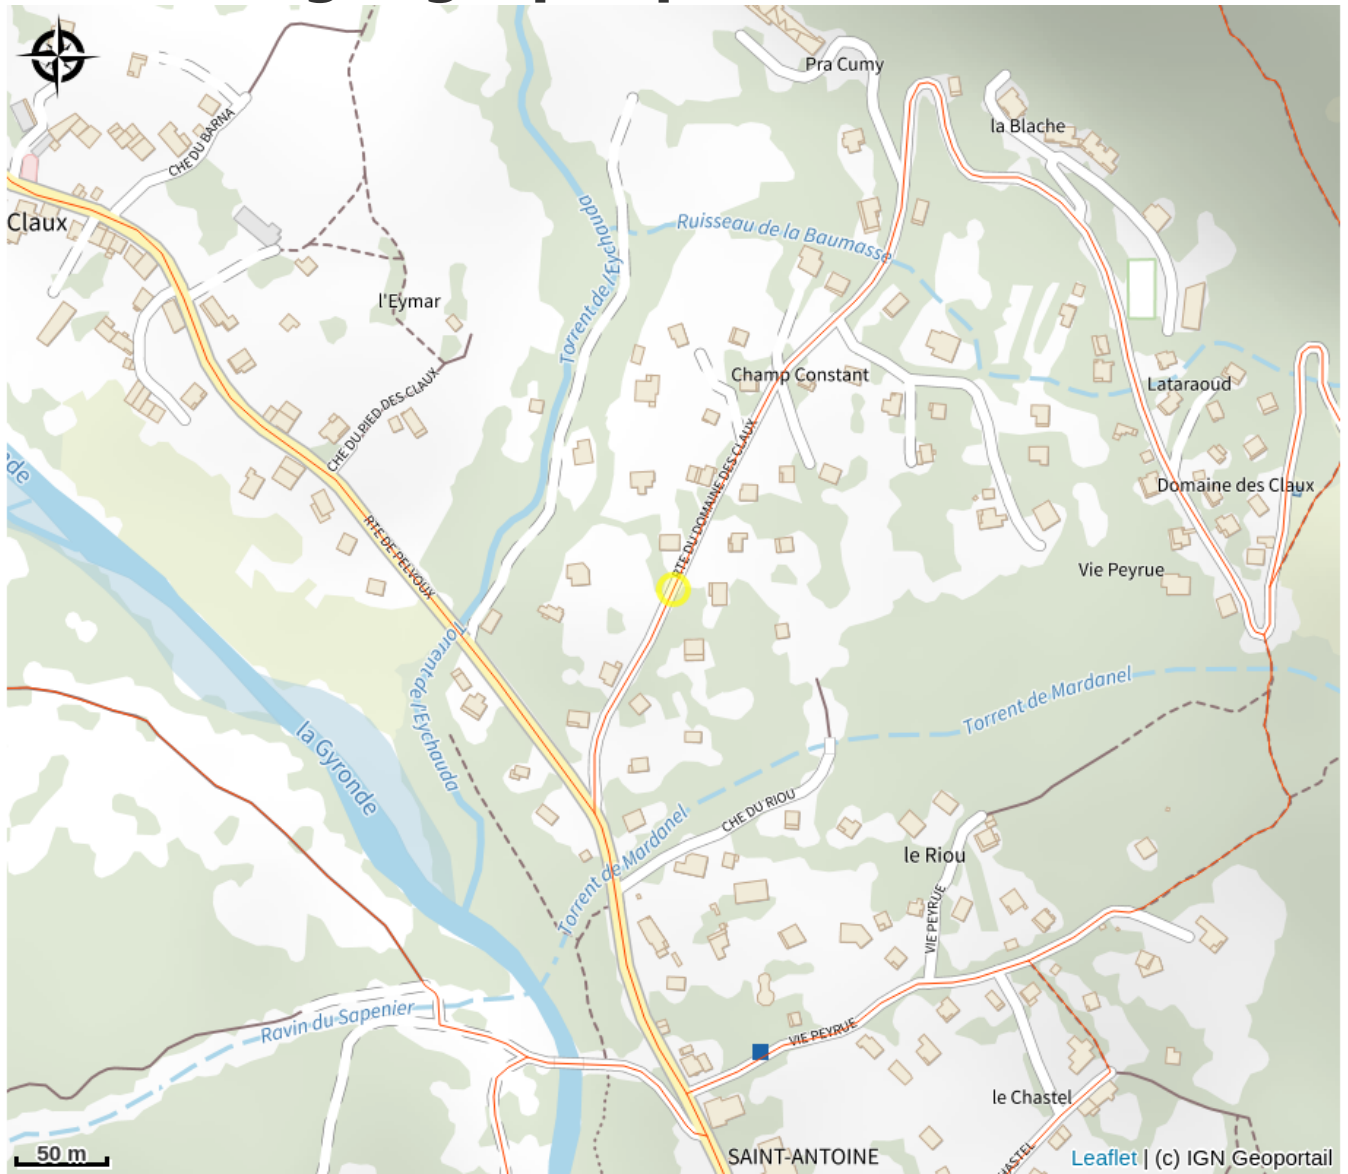 Pra Cumy
la Blache
CHE DU BARNA
Claux
Torrent de l'Eychauda
Ruisseau de la Baumasse
l'Eymar
Champ Constant
Lataraoud
CHE DU PIED DES CLAUX
RTE DU DOMAINE DES CLAUX
Domaine des Claux
nde
RTE DE PELVOUX
Vie Peyrue
Torrent de l'Eychauda
Torrent de Mardanel
la Gyronde
CHE DU RIOU
Torrent de Mardanel
le Riou
VIE PEYRUE
Ravin du Sapenier
VIE PEYRUE
le Chastel
HASTEL
50 m
SAINT-ANTOINE
Leaflet | (c) IGN Geoportail